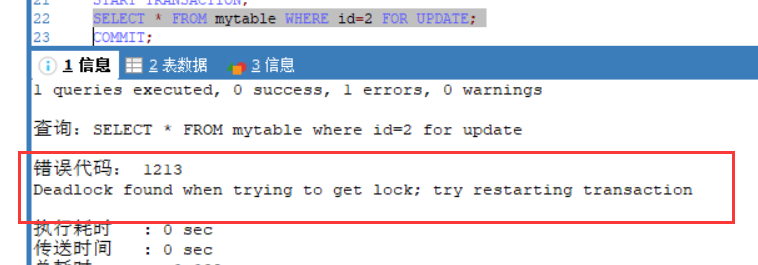 21 START TRANSACTION;
22 SELECT * FROM mytable WHERE id=2 FOR UPDATE;
23 COMMIT;
1 信息 2 表数据 3 信息
1 queries executed, 0 success, 1 errors, 0 warnings
查询: SELECT * FROM mytable where id=2 for update
错误代码: 1213
Deadlock found when trying to get lock; try restarting transaction
执行耗时 : 0 sec
传送时间 : 0 sec